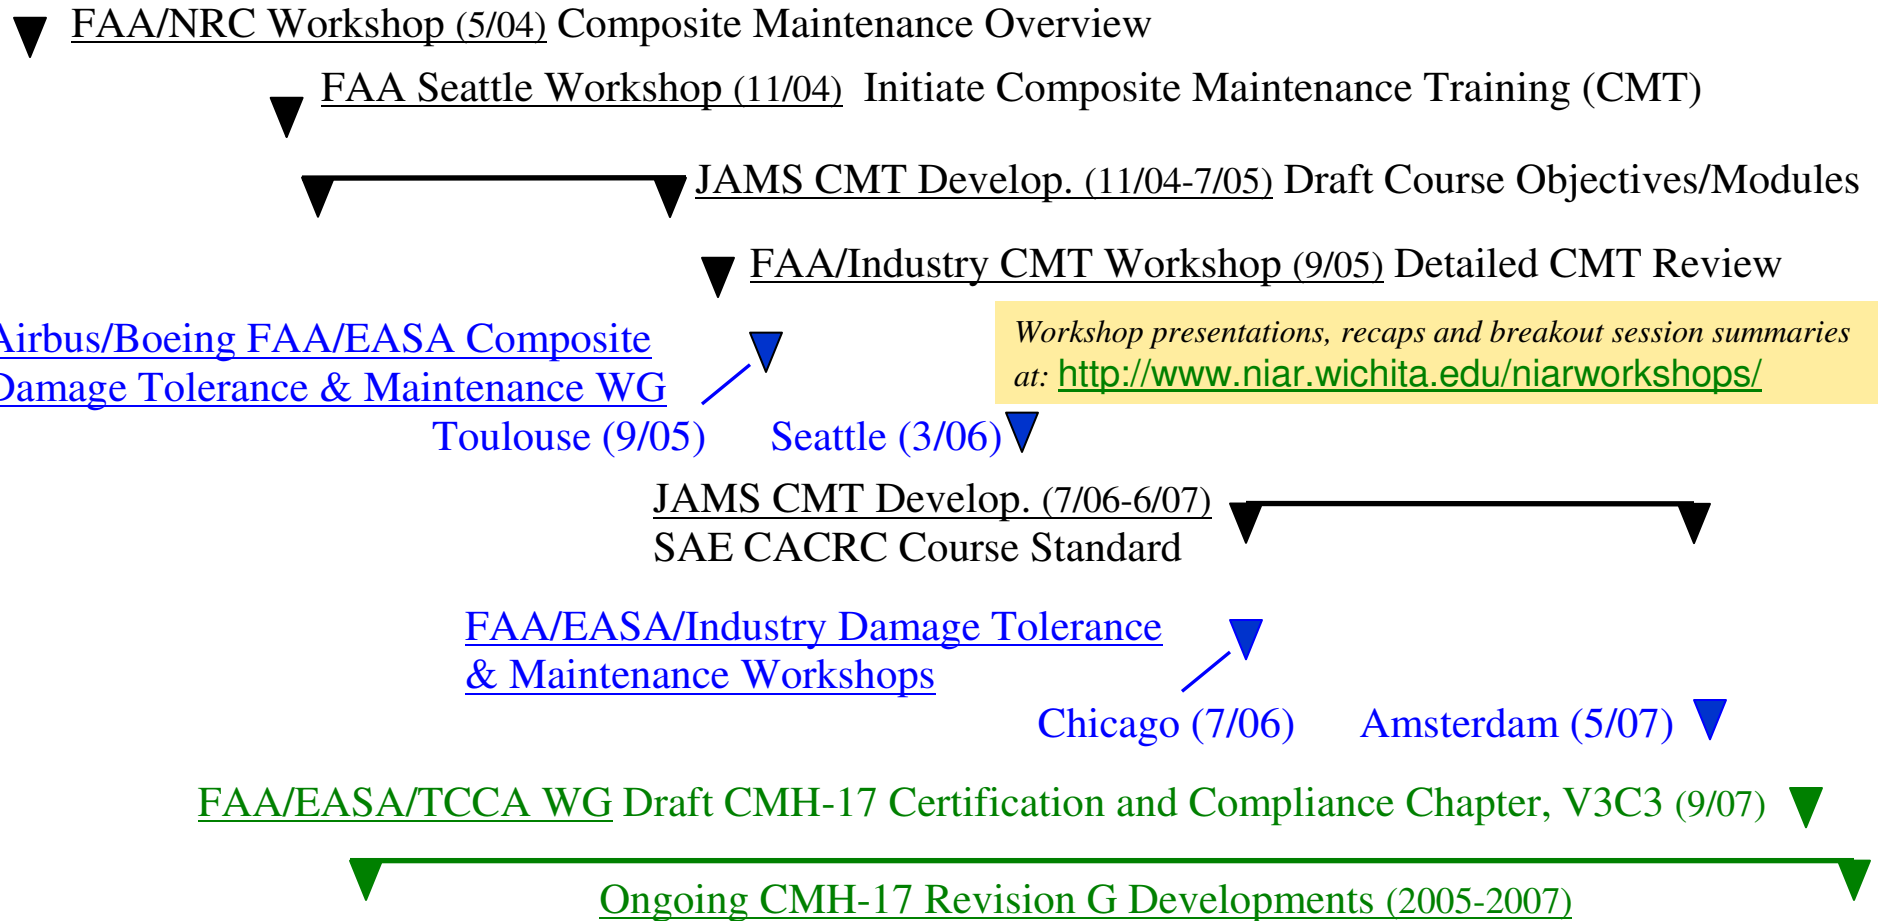 FAA/NRC Workshop (5/04) Composite Maintenance Overview
FAA Seattle Workshop (11/04) Initiate Composite Maintenance Training (CMT)
JAMS CMT Develop. (11/04-7/05) Draft Course Objectives/Modules
FAA/Industry CMT Workshop (9/05) Detailed CMT Review
Airbus/Boeing FAA/EASA Composite
Damage Tolerance & Maintenance WG
Workshop presentations, recaps and breakout session summaries
at: http://www.niar.wichita.edu/niarworkshops/
Toulouse (9/05) Seattle (3/06)
JAMS CMT Develop. (7/06-6/07)
SAE CACRC Course Standard
FAA/EASA/Industry Damage Tolerance
& Maintenance Workshops
Chicago (7/06) Amsterdam (5/07)
FAA/EASA/TCCA WG Draft CMH-17 Certification and Compliance Chapter, V3C3 (9/07)
Ongoing CMH-17 Revision G Developments (2005-2007)